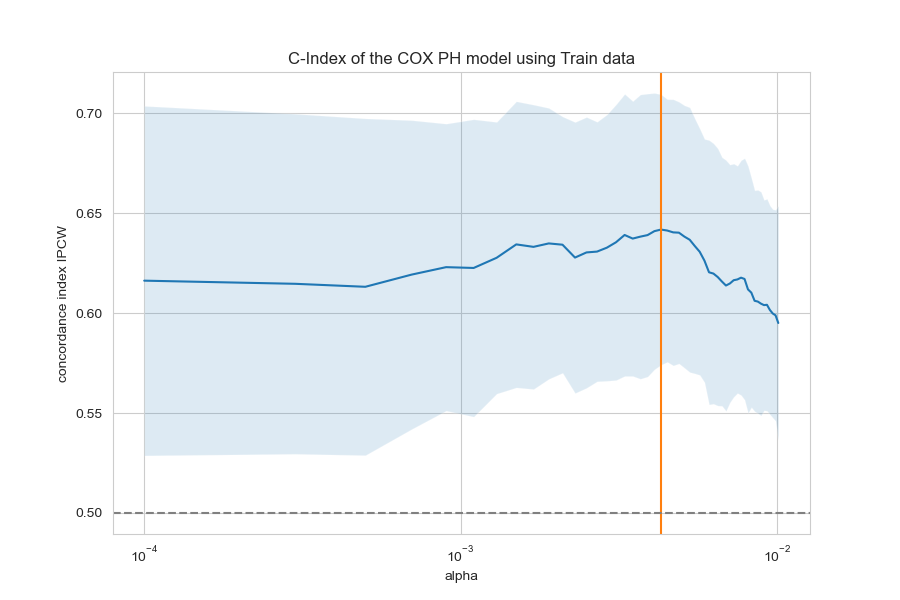 C-Index of the COX PH model using Train data
concordance index IPCW
0.70
0.65
0.60
0.55
0.50
10⁻⁴
10⁻³
10⁻²
alpha